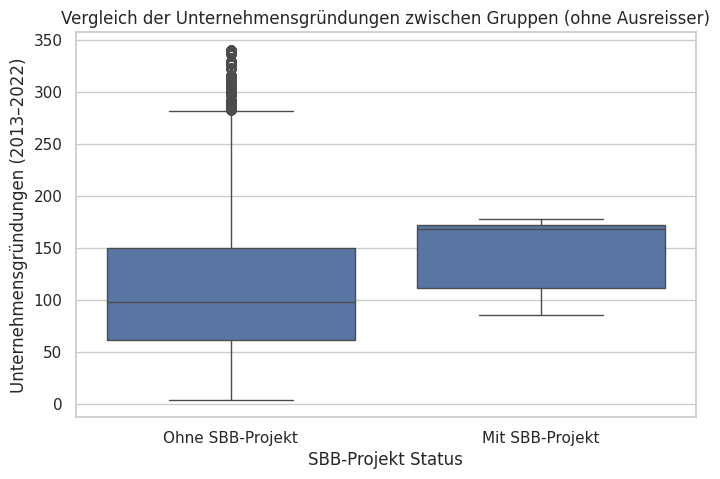 Vergleich der Unternehmensgründungen zwischen Gruppen (ohne Ausreisser)
Unternehmensgründungen (2013–2022)
350
300
250
200
150
100
50
0
Ohne SBB-Projekt
Mit SBB-Projekt
SBB-Projekt Status